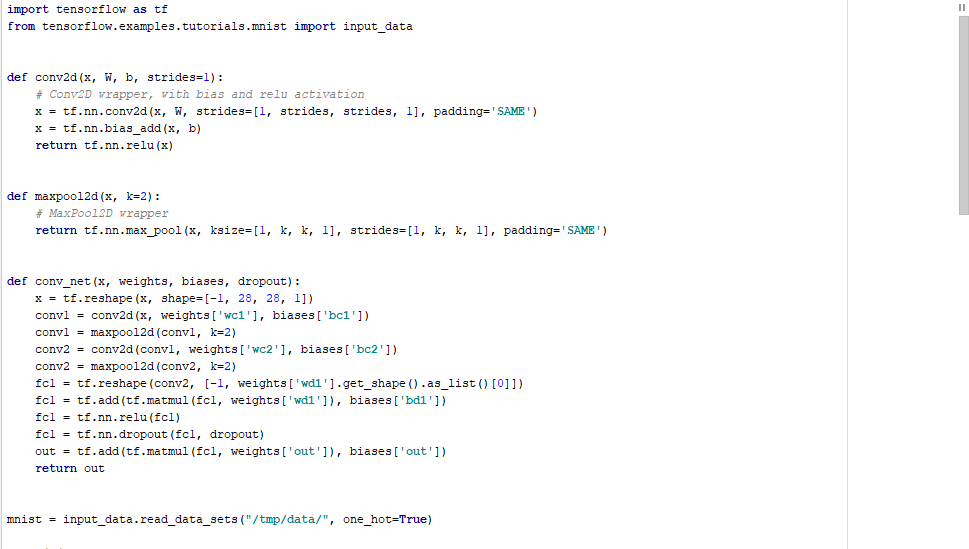 import tensorflow as tf
from tensorflow.examples.tutorials.mnist import input_data
def conv2d(x, W, b, strides=1):
# Conv2D wrapper, with bias and relu activation
x = tf.nn.conv2d(x, W, strides=[1, strides, strides, 1], padding='SAME')
x = tf.nn.bias_add(x, b)
return tf.nn.relu(x)
def maxpool2d(x, k=2):
# MaxPool2D wrapper
return tf.nn.max_pool(x, ksize=[1, k, k, 1], strides=[1, k, k, 1], padding='SAME')
def conv_net(x, weights, biases, dropout):
x = tf.reshape(x, shape=[-1, 28, 28, 1])
conv1 = conv2d(x, weights['wc1'], biases['bc1'])
conv1 = maxpool2d(conv1, k=2)
conv2 = conv2d(conv1, weights['wc2'], biases['bc2'])
conv2 = maxpool2d(conv2, k=2)
fc1 = tf.reshape(conv2, [-1, weights['wd1'].get_shape().as_list()[0]])
fc1 = tf.add(tf.matmul(fc1, weights['wd1']), biases['bd1'])
fc1 = tf.nn.relu(fc1)
fc1 = tf.nn.dropout(fc1, dropout)
out = tf.add(tf.matmul(fc1, weights['out']), biases['out'])
return out
mnist = input_data.read_data_sets("/tmp/data/", one_hot=True)